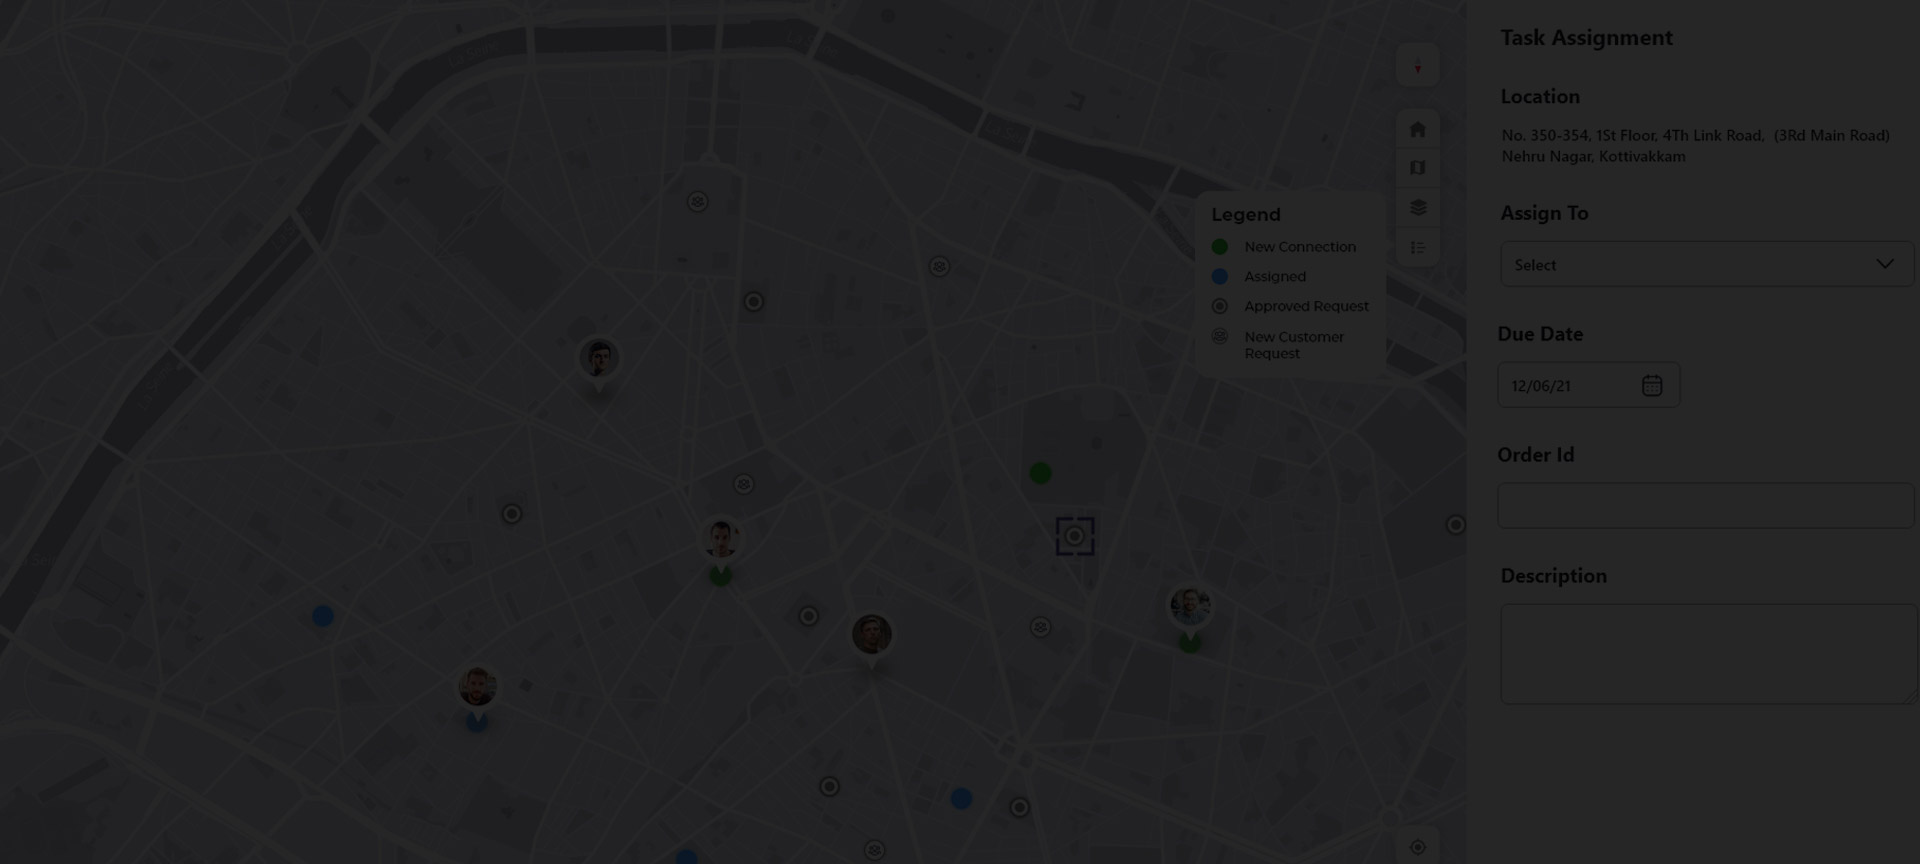 Task Assignment
Location
No. 350-354, 1St Floor, 4Th Link Road, (3Rd Main Road)
Nehru Nagar, Kottivakkam
Assign To
Select
Due Date
12/06/21
Order Id
Description
Legend
New Connection
Assigned
Approved Request
New Customer
Request